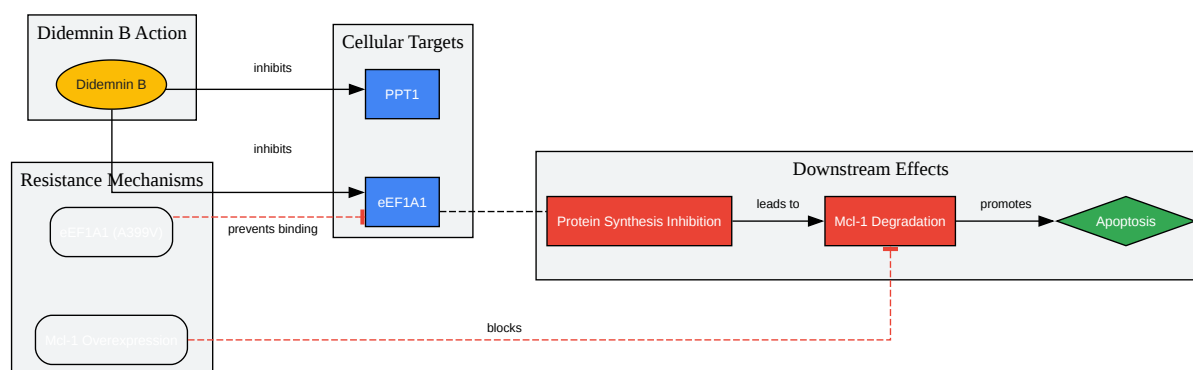 Didemnin B Action
Didemnin B
inhibits
inhibits
Cellular Targets
PPT1
eEF1A1
Resistance Mechanisms
eEF1A1 (A399V)
prevents binding
Mcl-1 Overexpression
blocks
Downstream Effects
Protein Synthesis Inhibition
leads to
Mcl-1 Degradation
promotes
Apoptosis